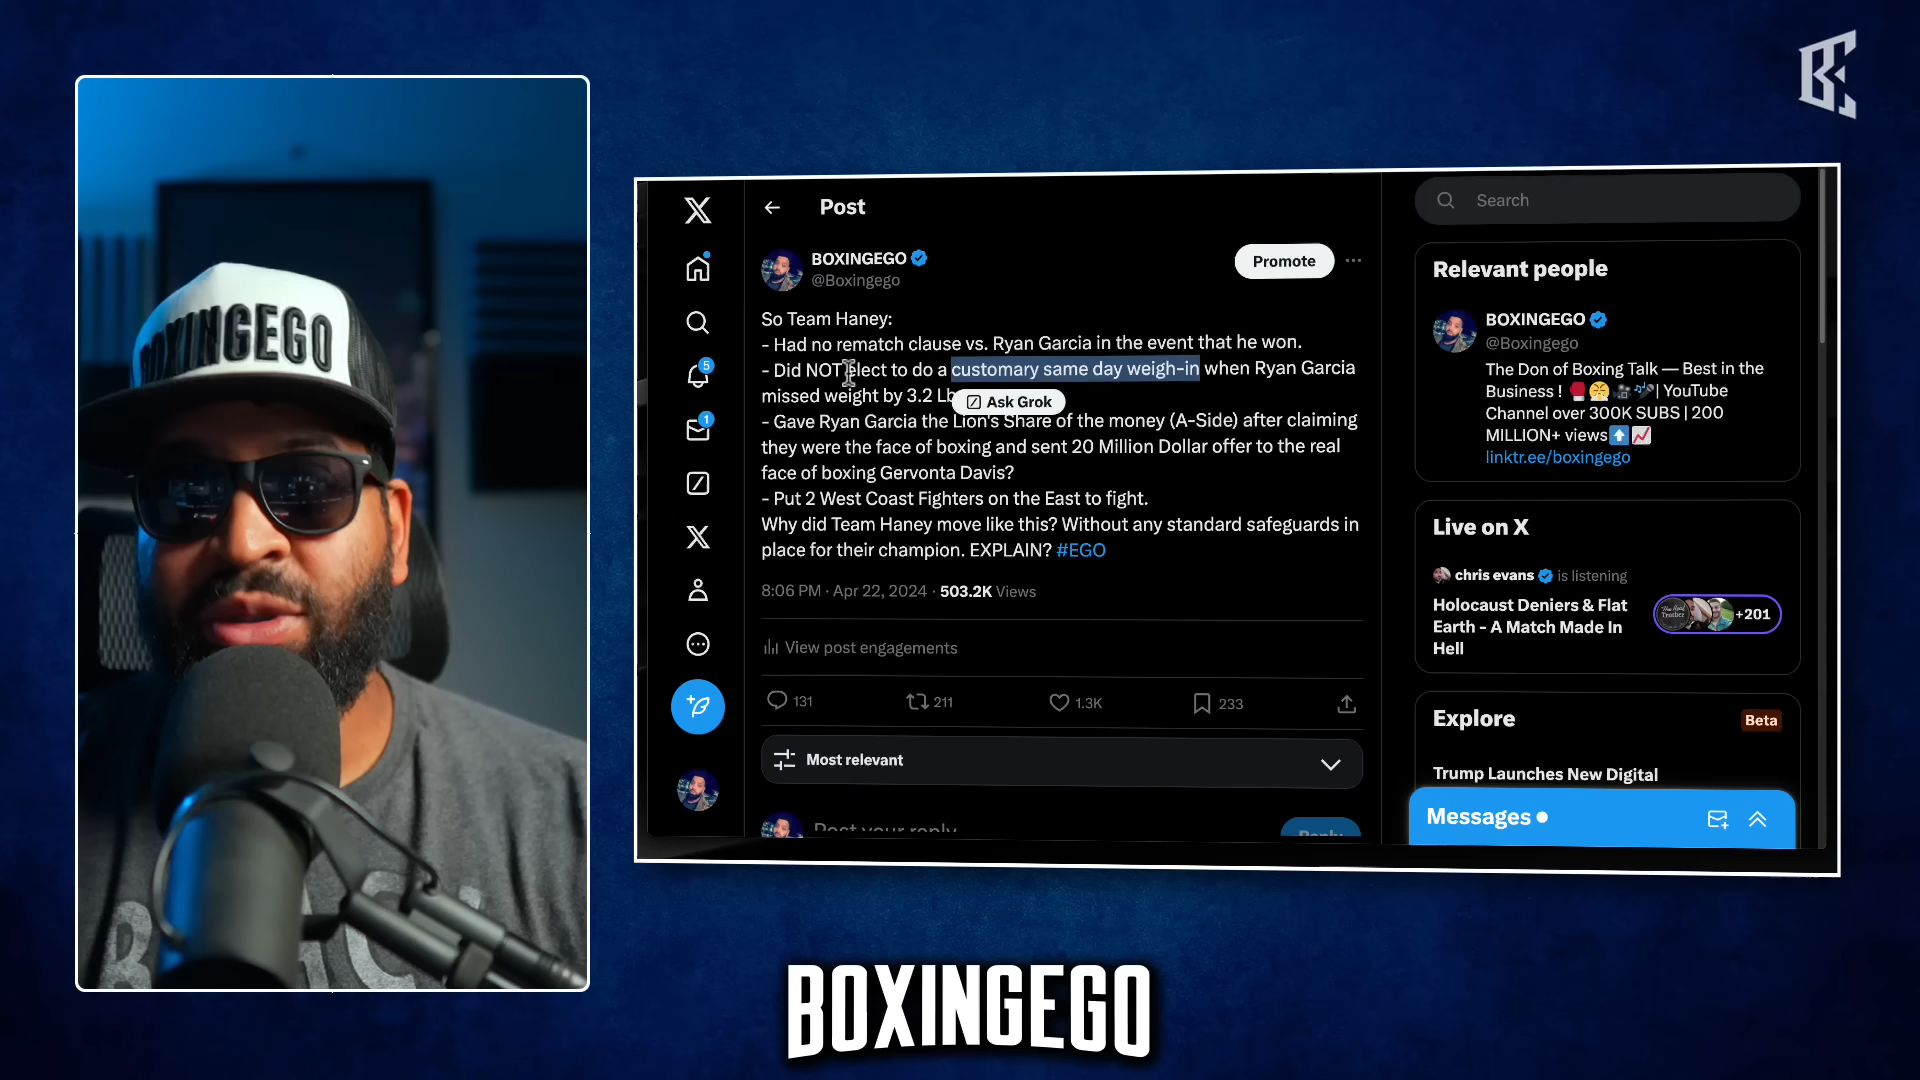 BOXINGEGO
Post
Search
BOXINGEGO
@Boxingego
Promote
So Team Haney:
- Had no rematch clause vs. Ryan Garcia in the event that he won.
- Did NOT elect to do a customary same day weigh-in when Ryan Garcia
missed weight by 3.2 Lb
Ask Grok
- Gave Ryan Garcia the Lion's Share of the money (A-Side) after claiming
they were the face of boxing and sent 20 Million Dollar offer to the real
face of boxing Gervonta Davis?
- Put 2 West Coast Fighters on the East to fight.
Why did Team Haney move like this? Without any standard safeguards in
place for their champion. EXPLAIN? #EGO
8:06 PM · Apr 22, 2024 · 503.2K Views
View post engagements
131 211 1.3K 233
Most relevant
Post your reply
Reply
5
1
Relevant people
BOXINGEGO
@Boxingego
The Don of Boxing Talk — Best in the
Business ! 🥊😤🎥🎤| YouTube
Channel over 300K SUBS | 200
MILLION+ views⬆️📈
linktr.ee/boxingego
Live on X
chris evans is listening
Holocaust Deniers & Flat
Earth - A Match Made In
Hell
+201
Explore
Beta
Trump Launches New Digital
Messages
BOXINGEGO